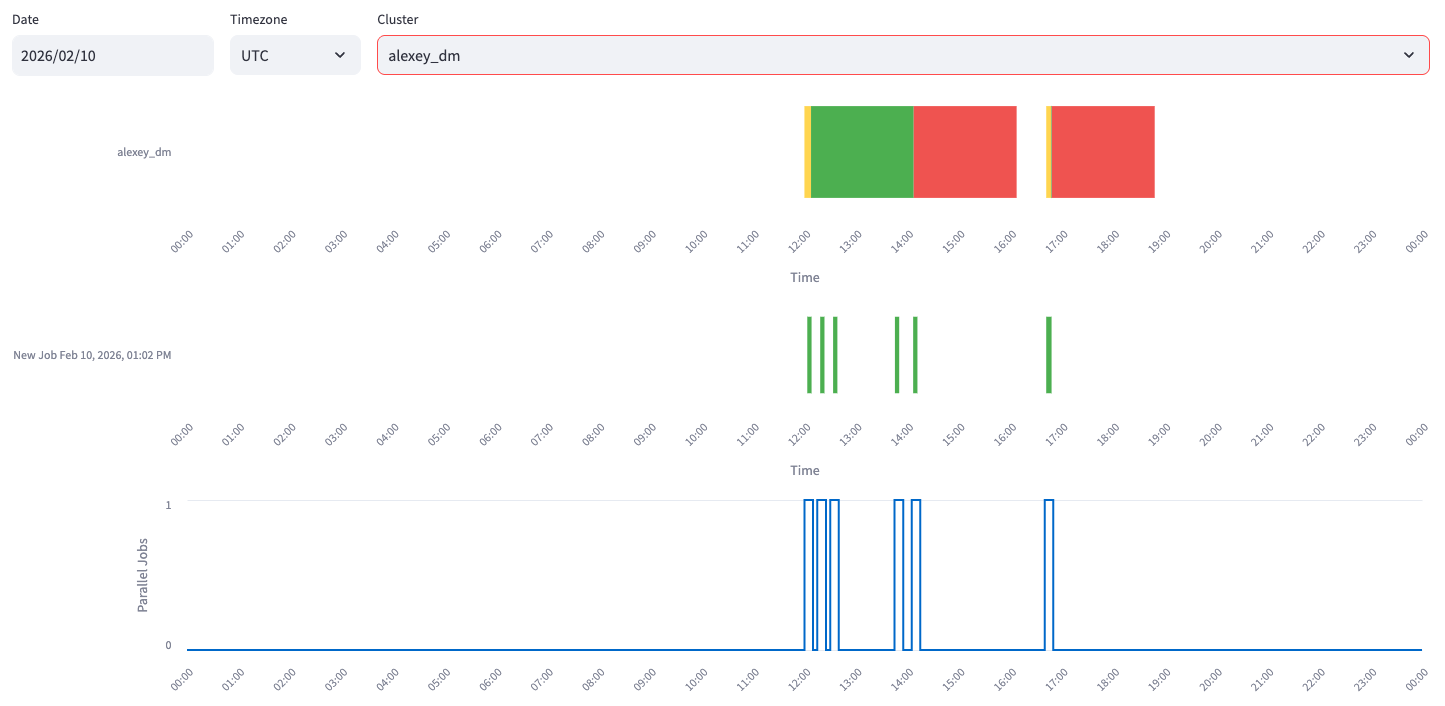 Date Timezone Cluster
2026/02/10 UTC alexey_dm
alexey_dm
00:00 01:00 02:00 03:00 04:00 05:00 06:00 07:00 08:00 09:00 10:00 11:00 12:00 13:00 14:00 15:00 16:00 17:00 18:00 19:00 20:00 21:00 22:00 23:00 00:00
Time
New Job Feb 10, 2026, 01:02 PM
00:00 01:00 02:00 03:00 04:00 05:00 06:00 07:00 08:00 09:00 10:00 11:00 12:00 13:00 14:00 15:00 16:00 17:00 18:00 19:00 20:00 21:00 22:00 23:00 00:00
Time
1
Parallel Jobs
0
00:00 01:00 02:00 03:00 04:00 05:00 06:00 07:00 08:00 09:00 10:00 11:00 12:00 13:00 14:00 15:00 16:00 17:00 18:00 19:00 20:00 21:00 22:00 23:00 00:00